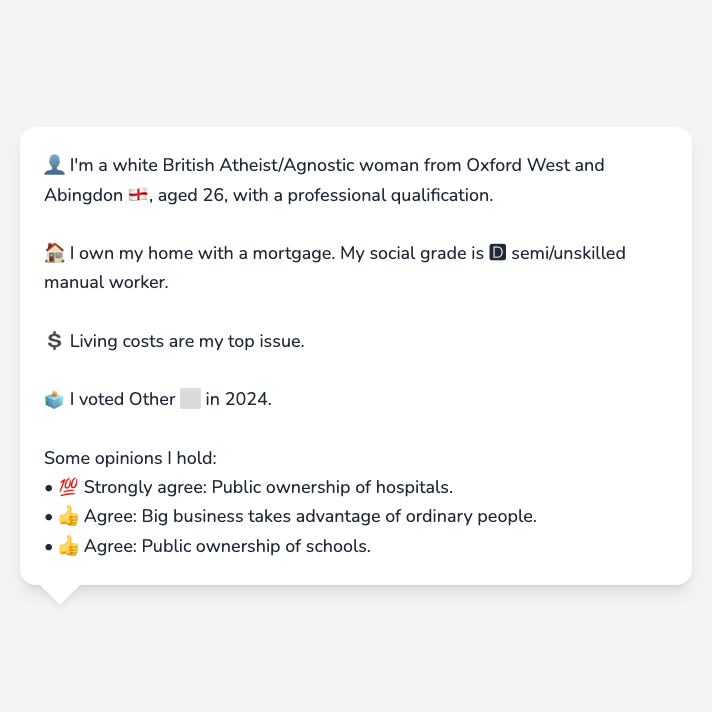 👤 I'm a white British Atheist/Agnostic woman from Oxford West and
Abingdon 🏴󠁧󠁢󠁥󠁮󠁧󠁿, aged 26, with a professional qualification.
🏠 I own my home with a mortgage. My social grade is 🅳 semi/unskilled
manual worker.
💲 Living costs are my top issue.
🗳️ I voted Other ⬜ in 2024.
Some opinions I hold:
• 💯 Strongly agree: Public ownership of hospitals.
• 👍 Agree: Big business takes advantage of ordinary people.
• 👍 Agree: Public ownership of schools.